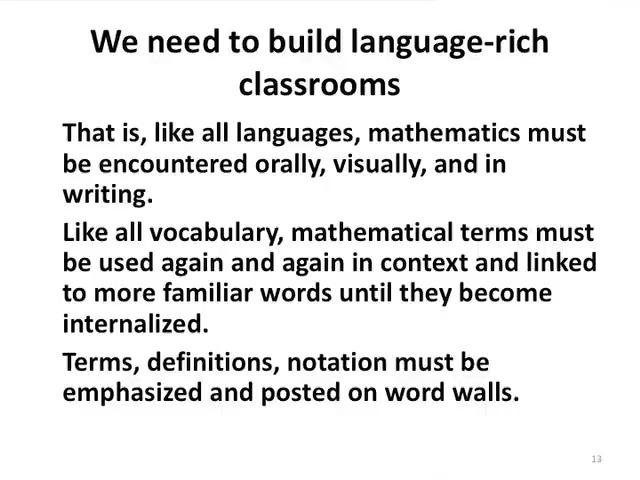 We need to build language-rich
classrooms
That is, like all languages, mathematics must
be encountered orally, visually, and in
writing.
Like all vocabulary, mathematical terms must
be used again and again in context and linked
to more familiar words until they become
internalized.
Terms, definitions, notation must be
emphasized and posted on word walls.
13